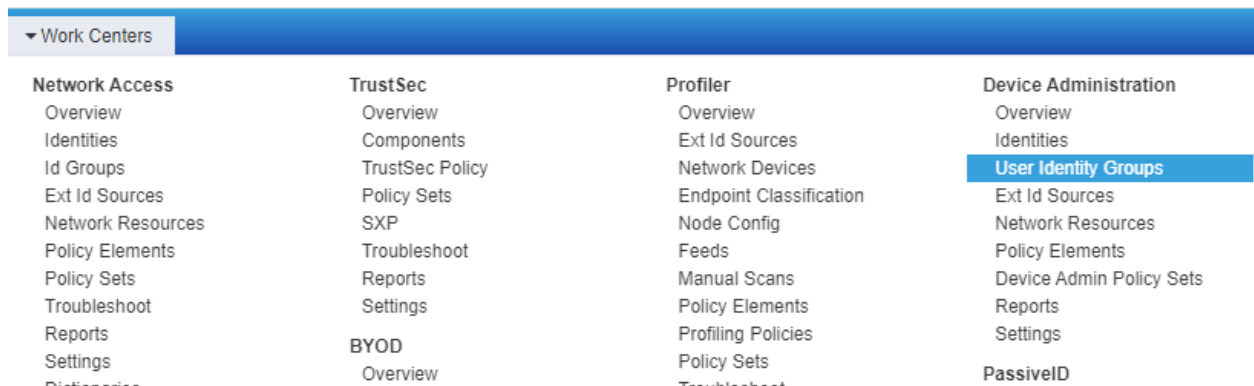 Work Centers
Network Access
Overview
Identities
Id Groups
Ext Id Sources
Network Resources
Policy Elements
Policy Sets
Troubleshoot
Reports
Settings
Dictionaries
TrustSec
Overview
Components
TrustSec Policy
Policy Sets
SXP
Troubleshoot
Reports
Settings
BYOD
Overview
Profiler
Overview
Ext Id Sources
Network Devices
Endpoint Classification
Node Config
Feeds
Manual Scans
Policy Elements
Profiling Policies
Policy Sets
Troubleshoot
Device Administration
Overview
Identities
User Identity Groups
Ext Id Sources
Network Resources
Policy Elements
Device Admin Policy Sets
Reports
Settings
PassiveID